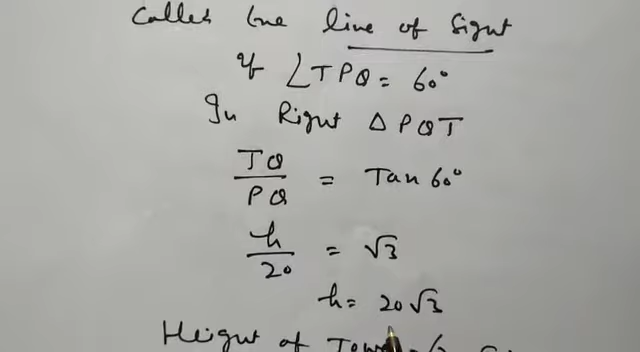 Called the line of Sight
If ∠TPQ = 60°
In Right Δ PQT
TQ/PQ = Tan 60°
h/20 = √3
h = 20√3
Height of Tower